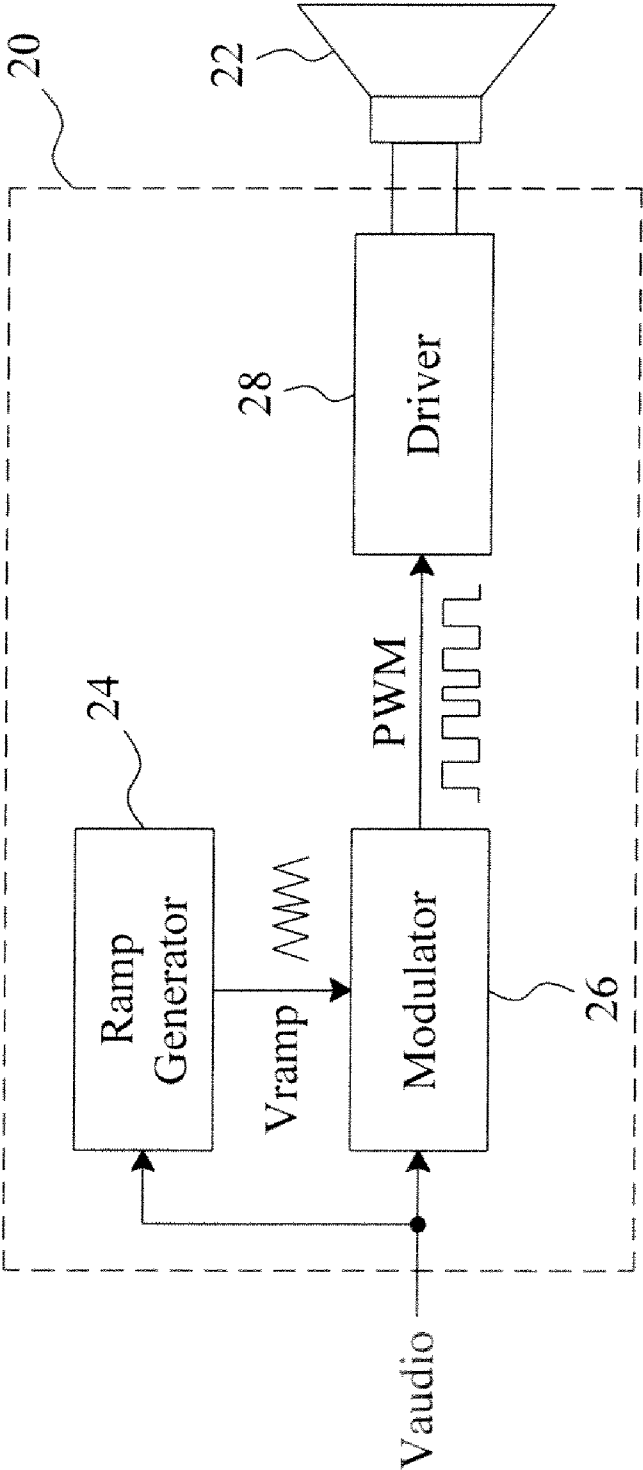 20
22
24
Ramp
Generator
28
Driver
Vramp
PWM
Modulator
26
Vaudio